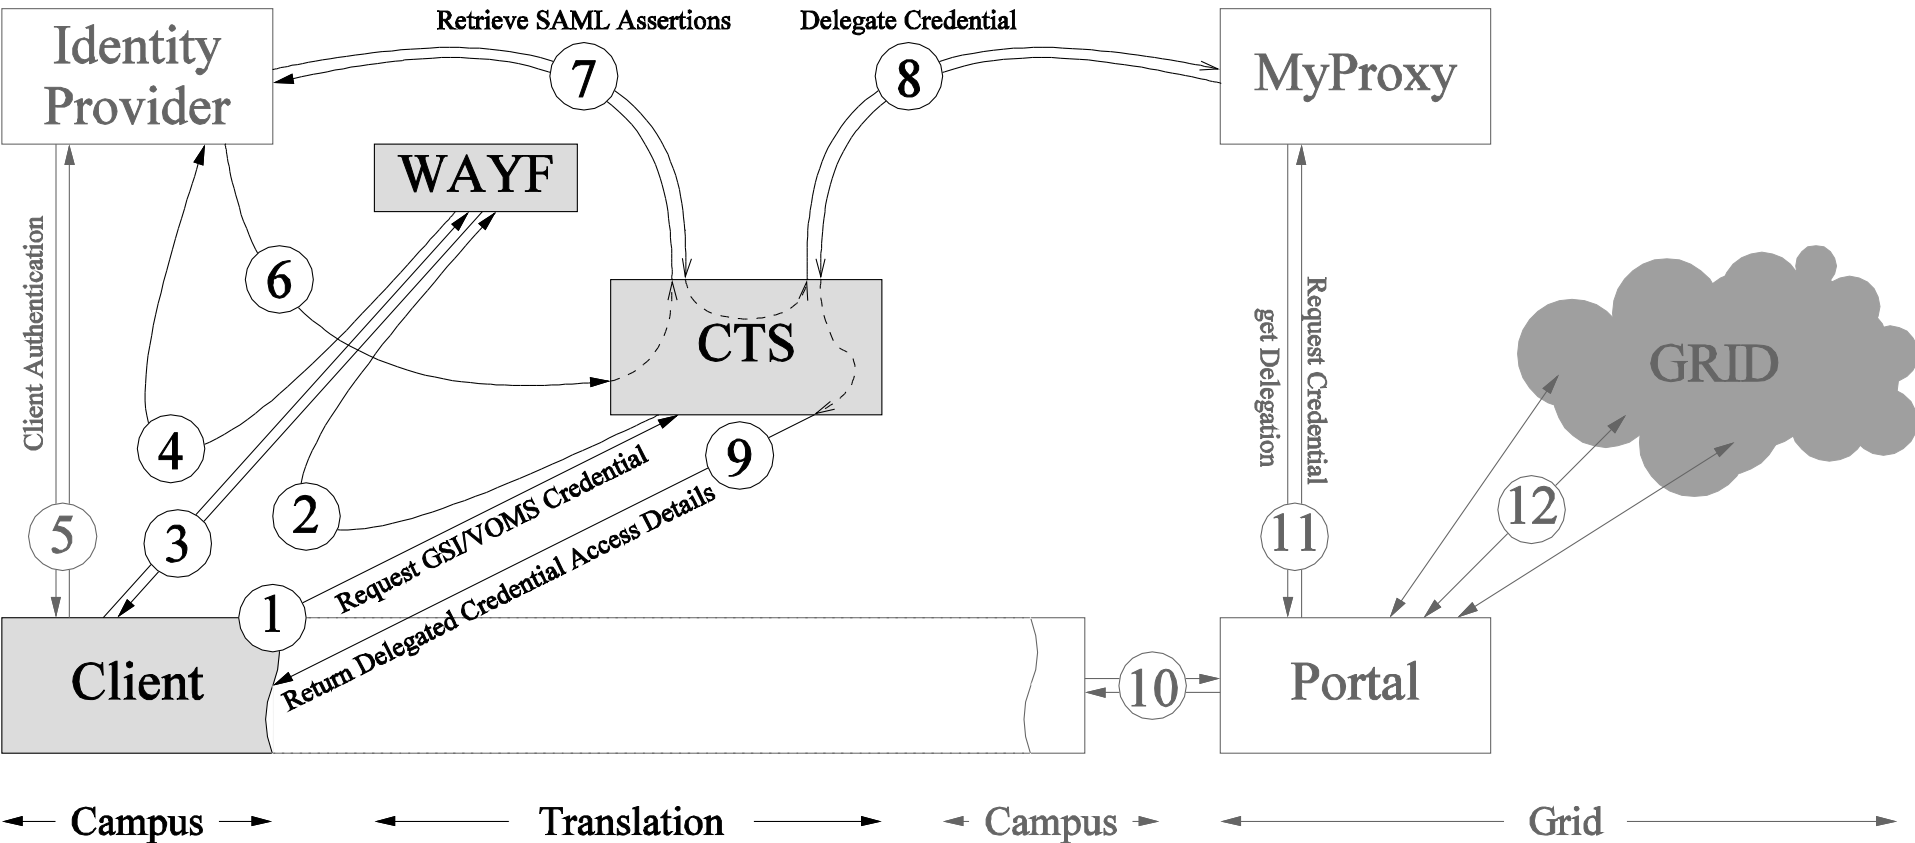 Retrieve SAML Assertions
Delegate Credential
Identity
Provider
7
8
MyProxy
WAYF
Client Authentication
6
CTS
get Delegation
Request Credential
GRID
4
9
2
3
5
12
11
1
Request GSI/VOMS Credential
Return Delegated Credential Access Details
Client
10
Portal
Campus
Translation
Campus
Grid